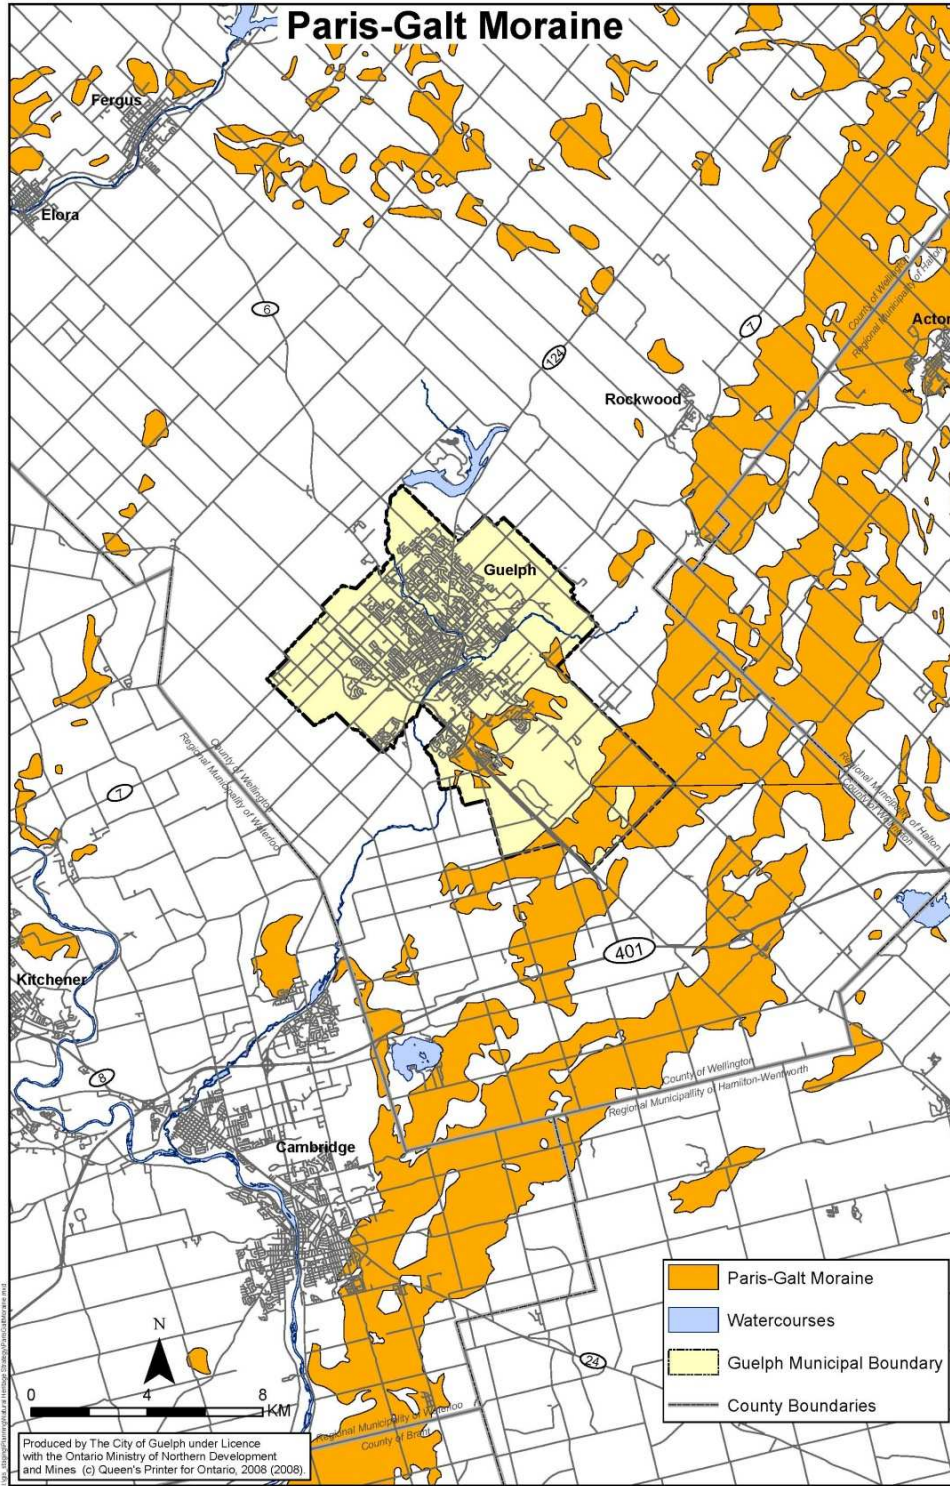 Paris-Galt Moraine
Fergus
Elora
6
124
7
County of Wellington
Regional Municipality of Halton
Acton
Rockwood
Guelph
County of Wellington
Regional Municipality of Waterloo
7
Regional Municipality of Halton
County of Wellington
401
Kitchener
8
County of Wellington
Regional Municipality of Hamilton-Wentworth
Cambridge
24
Regional Municipality of Waterloo
County of Brant
N
0 4 8
KM
Paris-Galt Moraine
Watercourses
Guelph Municipal Boundary
County Boundaries
Produced by The City of Guelph under Licence
with the Ontario Ministry of Northern Development
and Mines (c) Queen's Printer for Ontario, 2008 (2008).